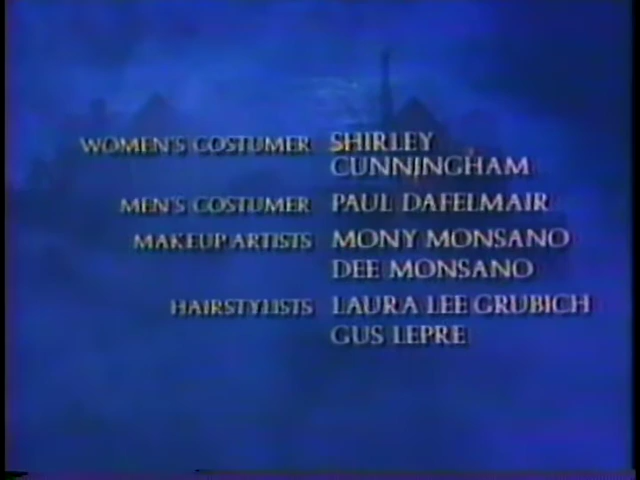 WOMEN'S COSTUMER SHIRLEY
CUNNINGHAM
MEN'S COSTUMER PAUL DAFELMAIR
MAKEUP ARTISTS MONY MONSANO
DEE MONSANO
HAIRSTYLISTS LAURA LEE GRUBICH
GUS LEPRE